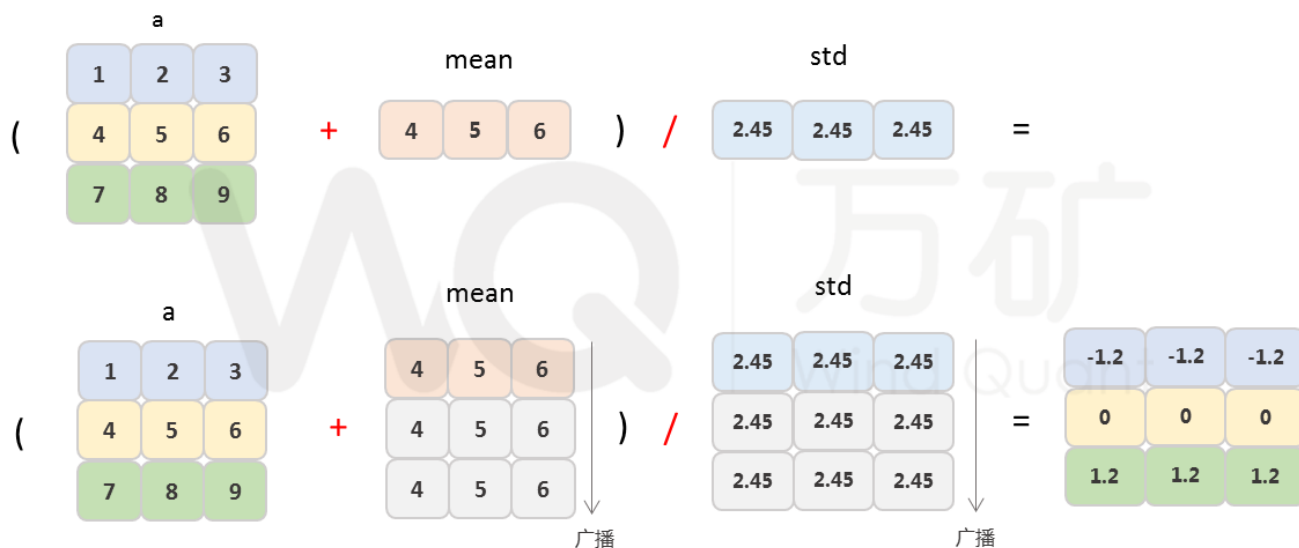 a
mean
std
1 2 3
( 4 5 6 + 4 5 6 ) / 2.45 2.45 2.45 =
7 8 9
万矿
Wind Quant
a
mean
std
1 2 3 4 5 6 2.45 2.45 2.45 -1.2 -1.2 -1.2
( 4 5 6 + 4 5 6 ) / 2.45 2.45 2.45 = 0 0 0
7 8 9 4 5 6 2.45 2.45 2.45 1.2 1.2 1.2
广播
广播